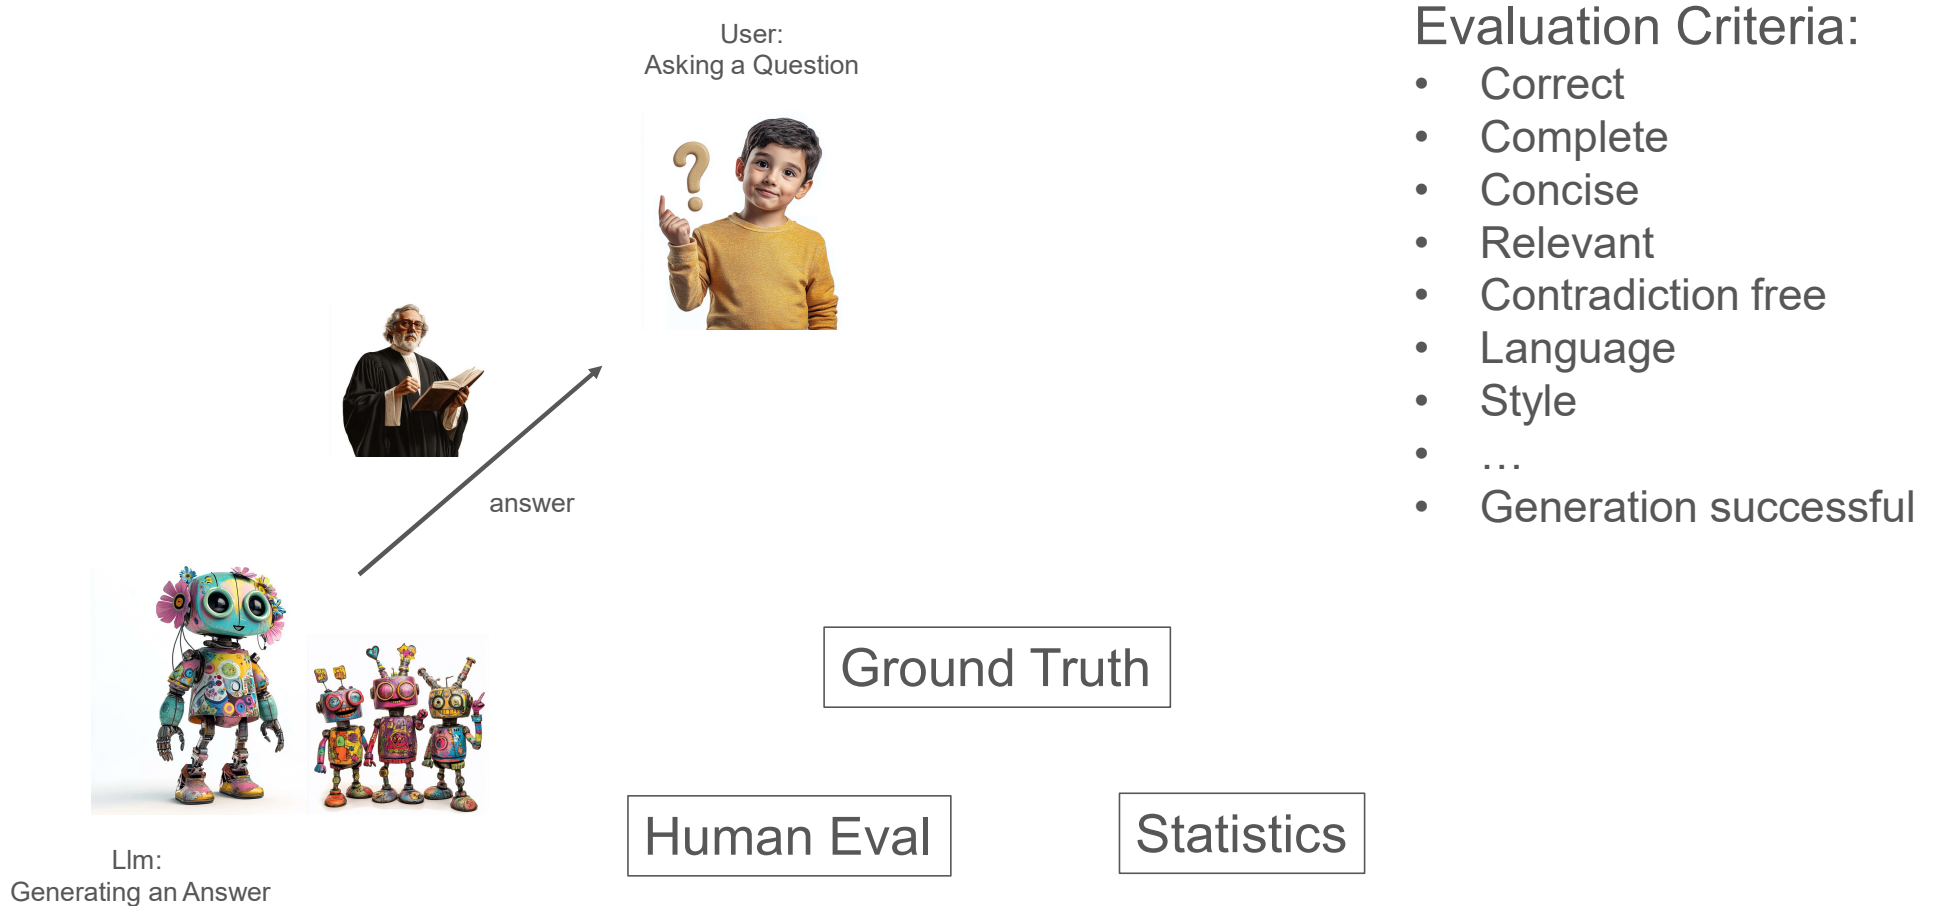 User:
Asking a Question
Evaluation Criteria:
• Correct
• Complete
• Concise
• Relevant
• Contradiction free
• Language
• Style
• …
• Generation successful
answer
Ground Truth
Human Eval
Statistics
Llm:
Generating an Answer